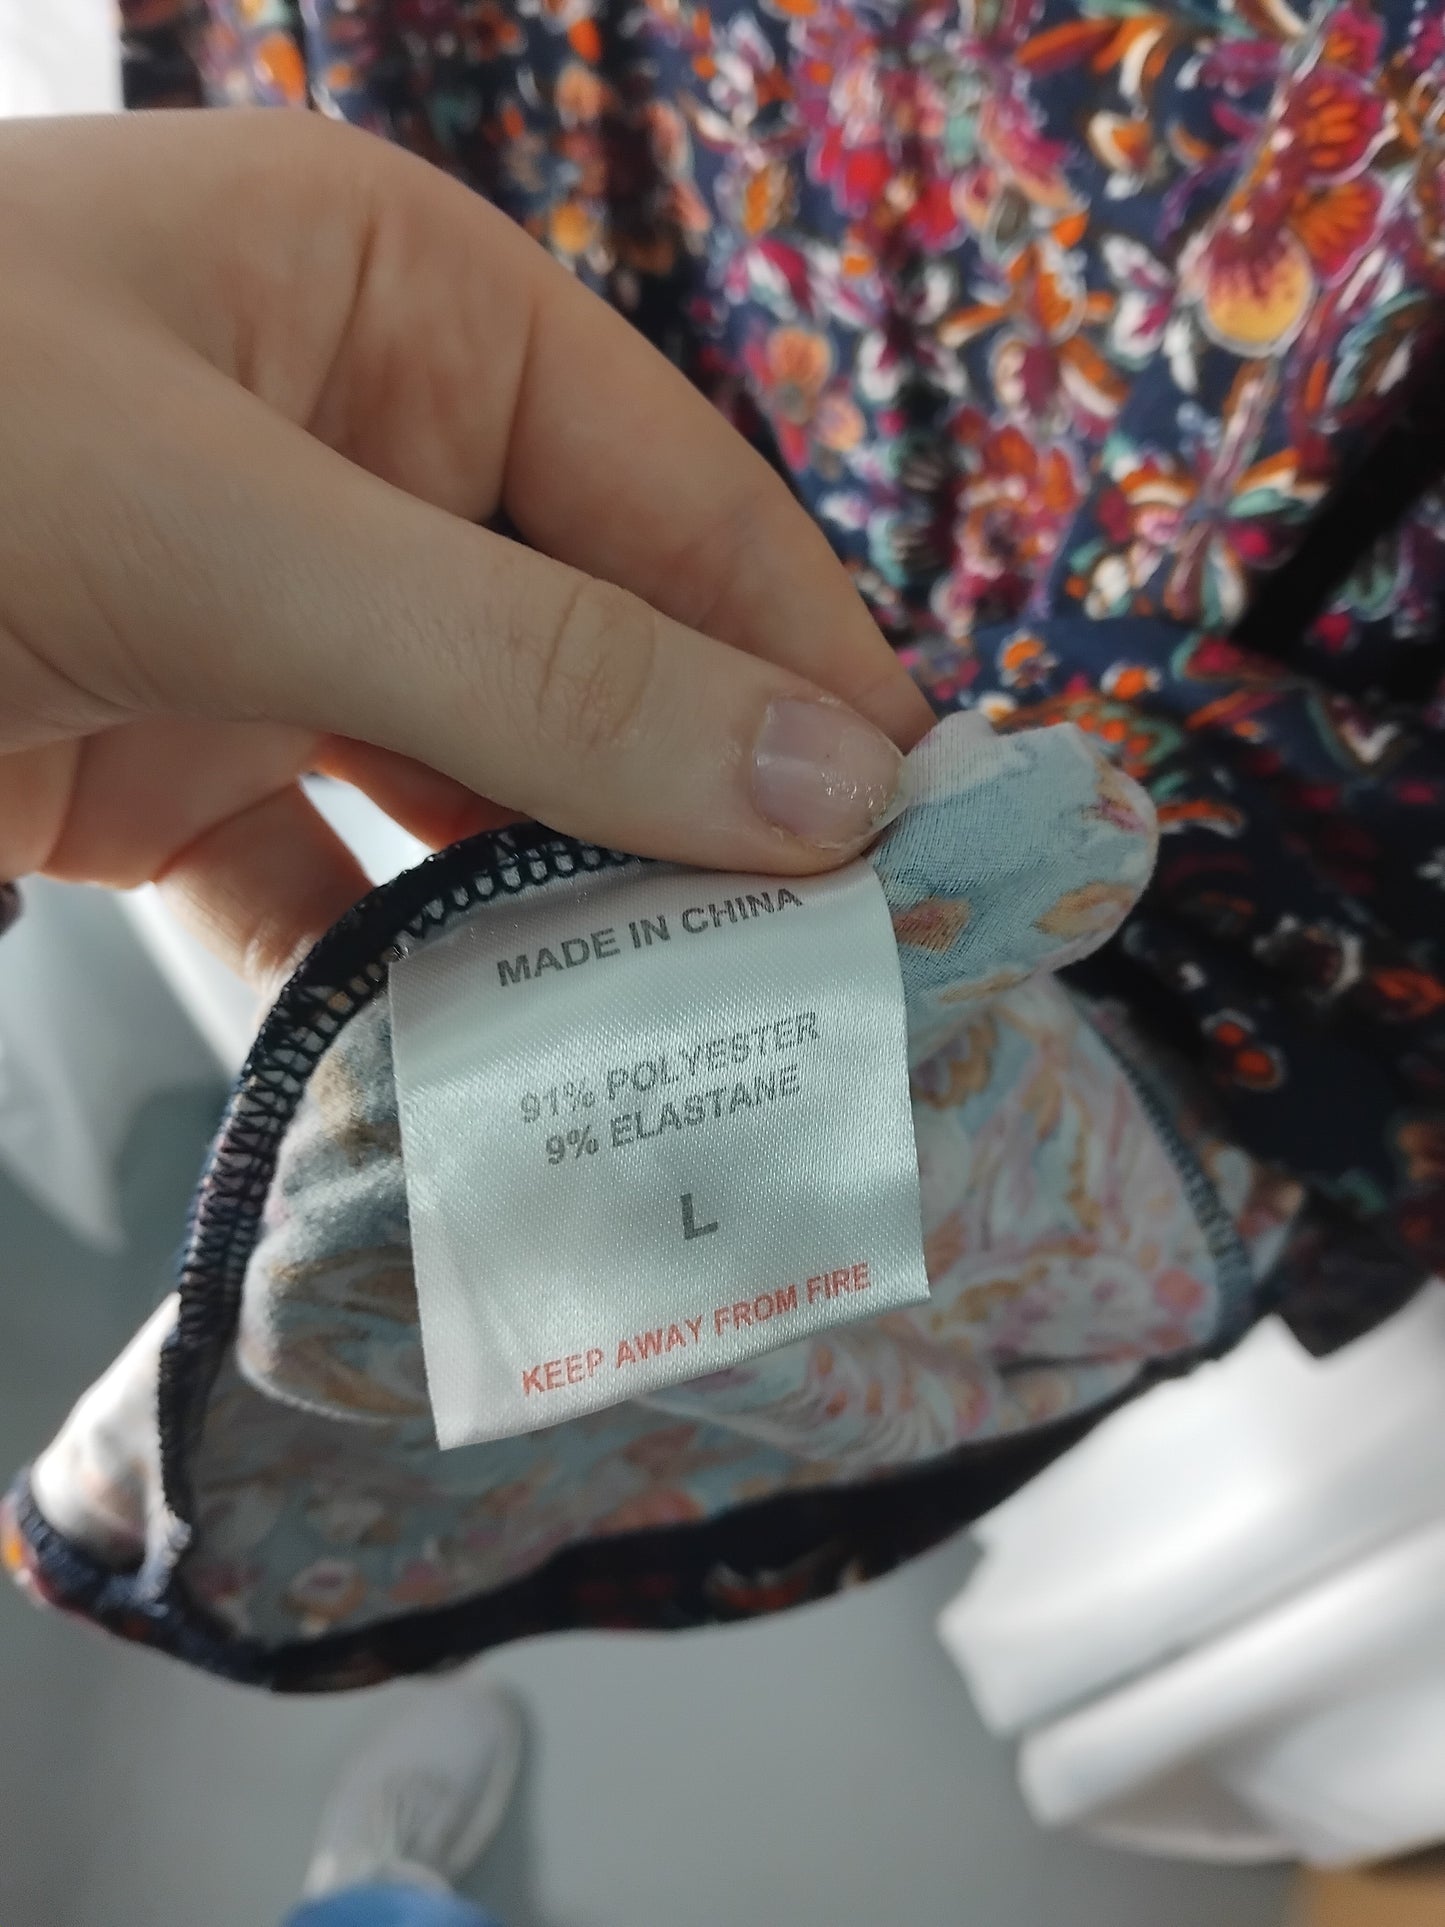 MADE IN CHINA
91% POLYESTER
9% ELASTANE
L
KEEP AWAY FROM FIRE